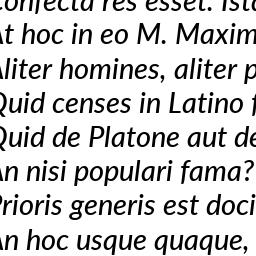 Confecta res esset. Ista
At hoc in eo M. Maxim
Aliter homines, aliter p
Quid censes in Latino f
Quid de Platone aut de
An nisi populari fama?
Prioris generis est doci
An hoc usque quaque,